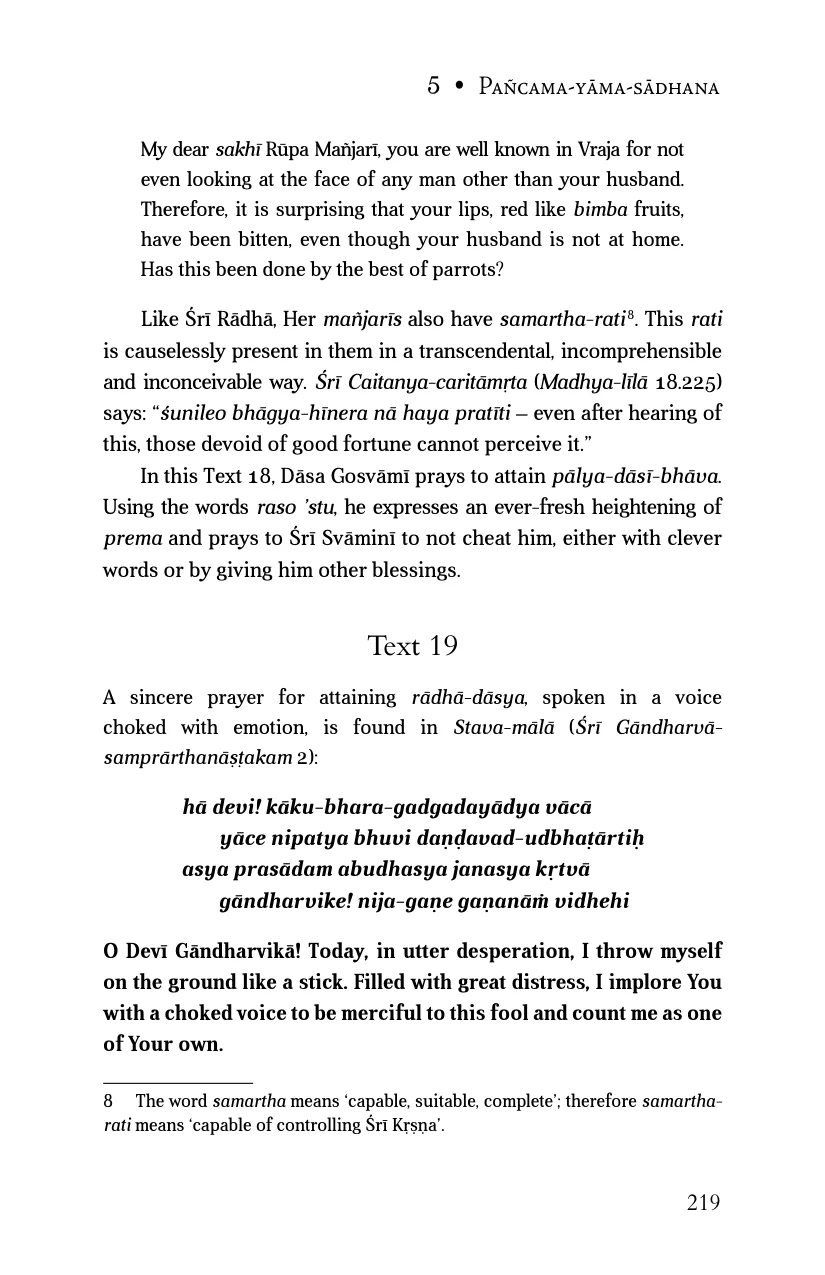 5 • Pañcama-yāma-sādhana
My dear sakhī Rūpa Mañjarī, you are well known in Vraja for not
even looking at the face of any man other than your husband.
Therefore, it is surprising that your lips, red like bimba fruits,
have been bitten, even though your husband is not at home.
Has this been done by the best of parrots?
Like Śrī Rādhā, Her mañjarīs also have samartha-rati⁸. This rati
is causelessly present in them in a transcendental, incomprehensible
and inconceivable way. Śrī Caitanya-caritāmṛta (Madhya-līlā 18.225)
says: “śunileo bhāgya-hīnera nā haya pratīti – even after hearing of
this, those devoid of good fortune cannot perceive it.”
In this Text 18, Dāsa Gosvāmī prays to attain pālya-dāsī-bhāva.
Using the words raso ’stu, he expresses an ever-fresh heightening of
prema and prays to Śrī Svāminī to not cheat him, either with clever
words or by giving him other blessings.
Text 19
A sincere prayer for attaining rādhā-dāsya, spoken in a voice
choked with emotion, is found in Stava-mālā (Śrī Gāndharvā-
samprārthanāṣṭakam 2):
hā devi! kāku-bhara-gadgadayādya vācā
yāce nipatya bhuvi daṇḍavad-udbhaṭārtiḥ
asya prasādam abudhasya janasya kṛtvā
gāndharvike! nija-gaṇe gaṇanāṁ vidhehi
O Devī Gāndharvikā! Today, in utter desperation, I throw myself
on the ground like a stick. Filled with great distress, I implore You
with a choked voice to be merciful to this fool and count me as one
of Your own.
8 The word samartha means ‘capable, suitable, complete’; therefore samartha-
rati means ‘capable of controlling Śrī Kṛṣṇa’.
219